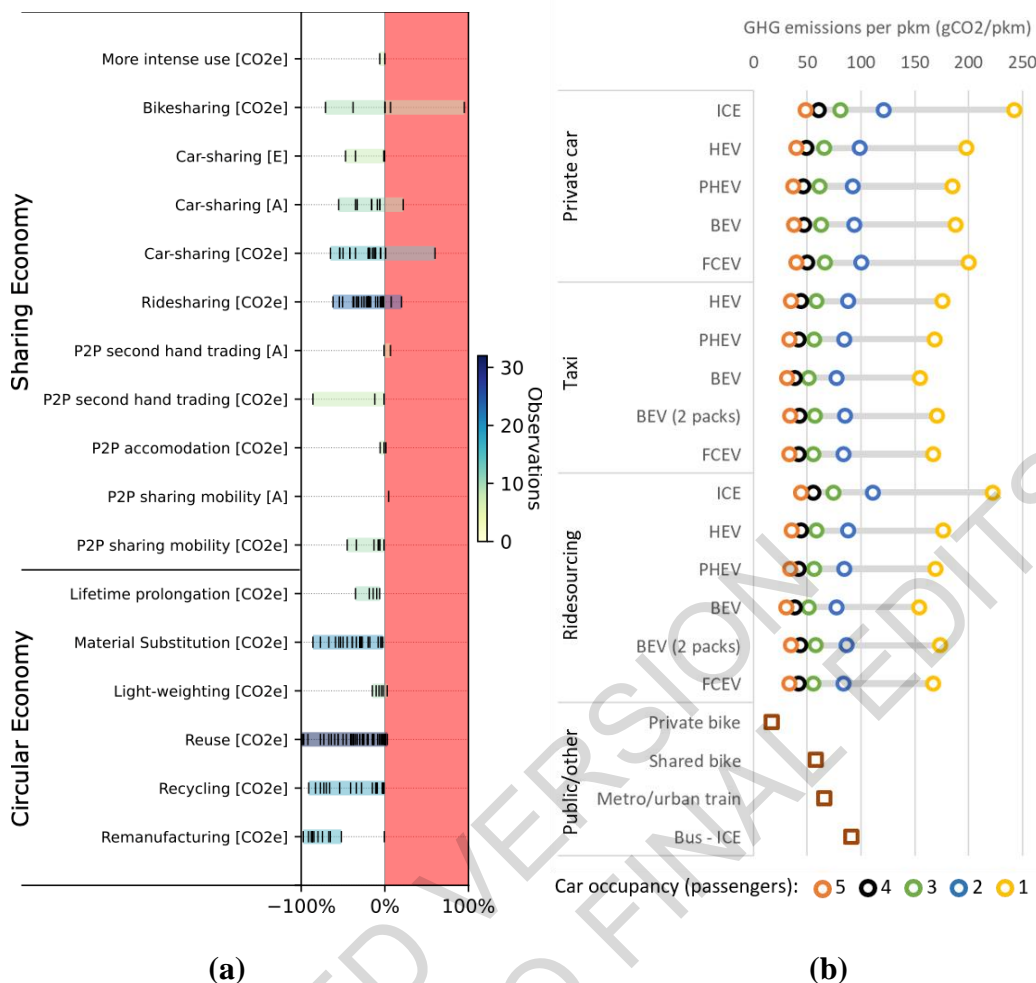 Sharing Economy
More intense use [CO2e]
Bikesharing [CO2e]
Car-sharing [E]
Car-sharing [A]
Car-sharing [CO2e]
Ridesharing [CO2e]
P2P second hand trading [A]
P2P second hand trading [CO2e]
P2P accomodation [CO2e]
P2P sharing mobility [A]
P2P sharing mobility [CO2e]
Circular Economy
Lifetime prolongation [CO2e]
Material Substitution [CO2e]
Light-weighting [CO2e]
Reuse [CO2e]
Recycling [CO2e]
Remanufacturing [CO2e]
−100% 0% 100%
30
20
10
0
Observations
(a)
GHG emissions per pkm (gCO2/pkm)
0 50 100 150 200 250
Private car
ICE
HEV
PHEV
BEV
FCEV
Taxi
HEV
PHEV
BEV
BEV (2 packs)
FCEV
Ridesourcing
ICE
HEV
PHEV
BEV
BEV (2 packs)
FCEV
Public/other
Private bike
Shared bike
Metro/urban train
Bus - ICE
Car occupancy (passengers): 5 4 3 2 1
(b)
VERSION
FINAL EDITS